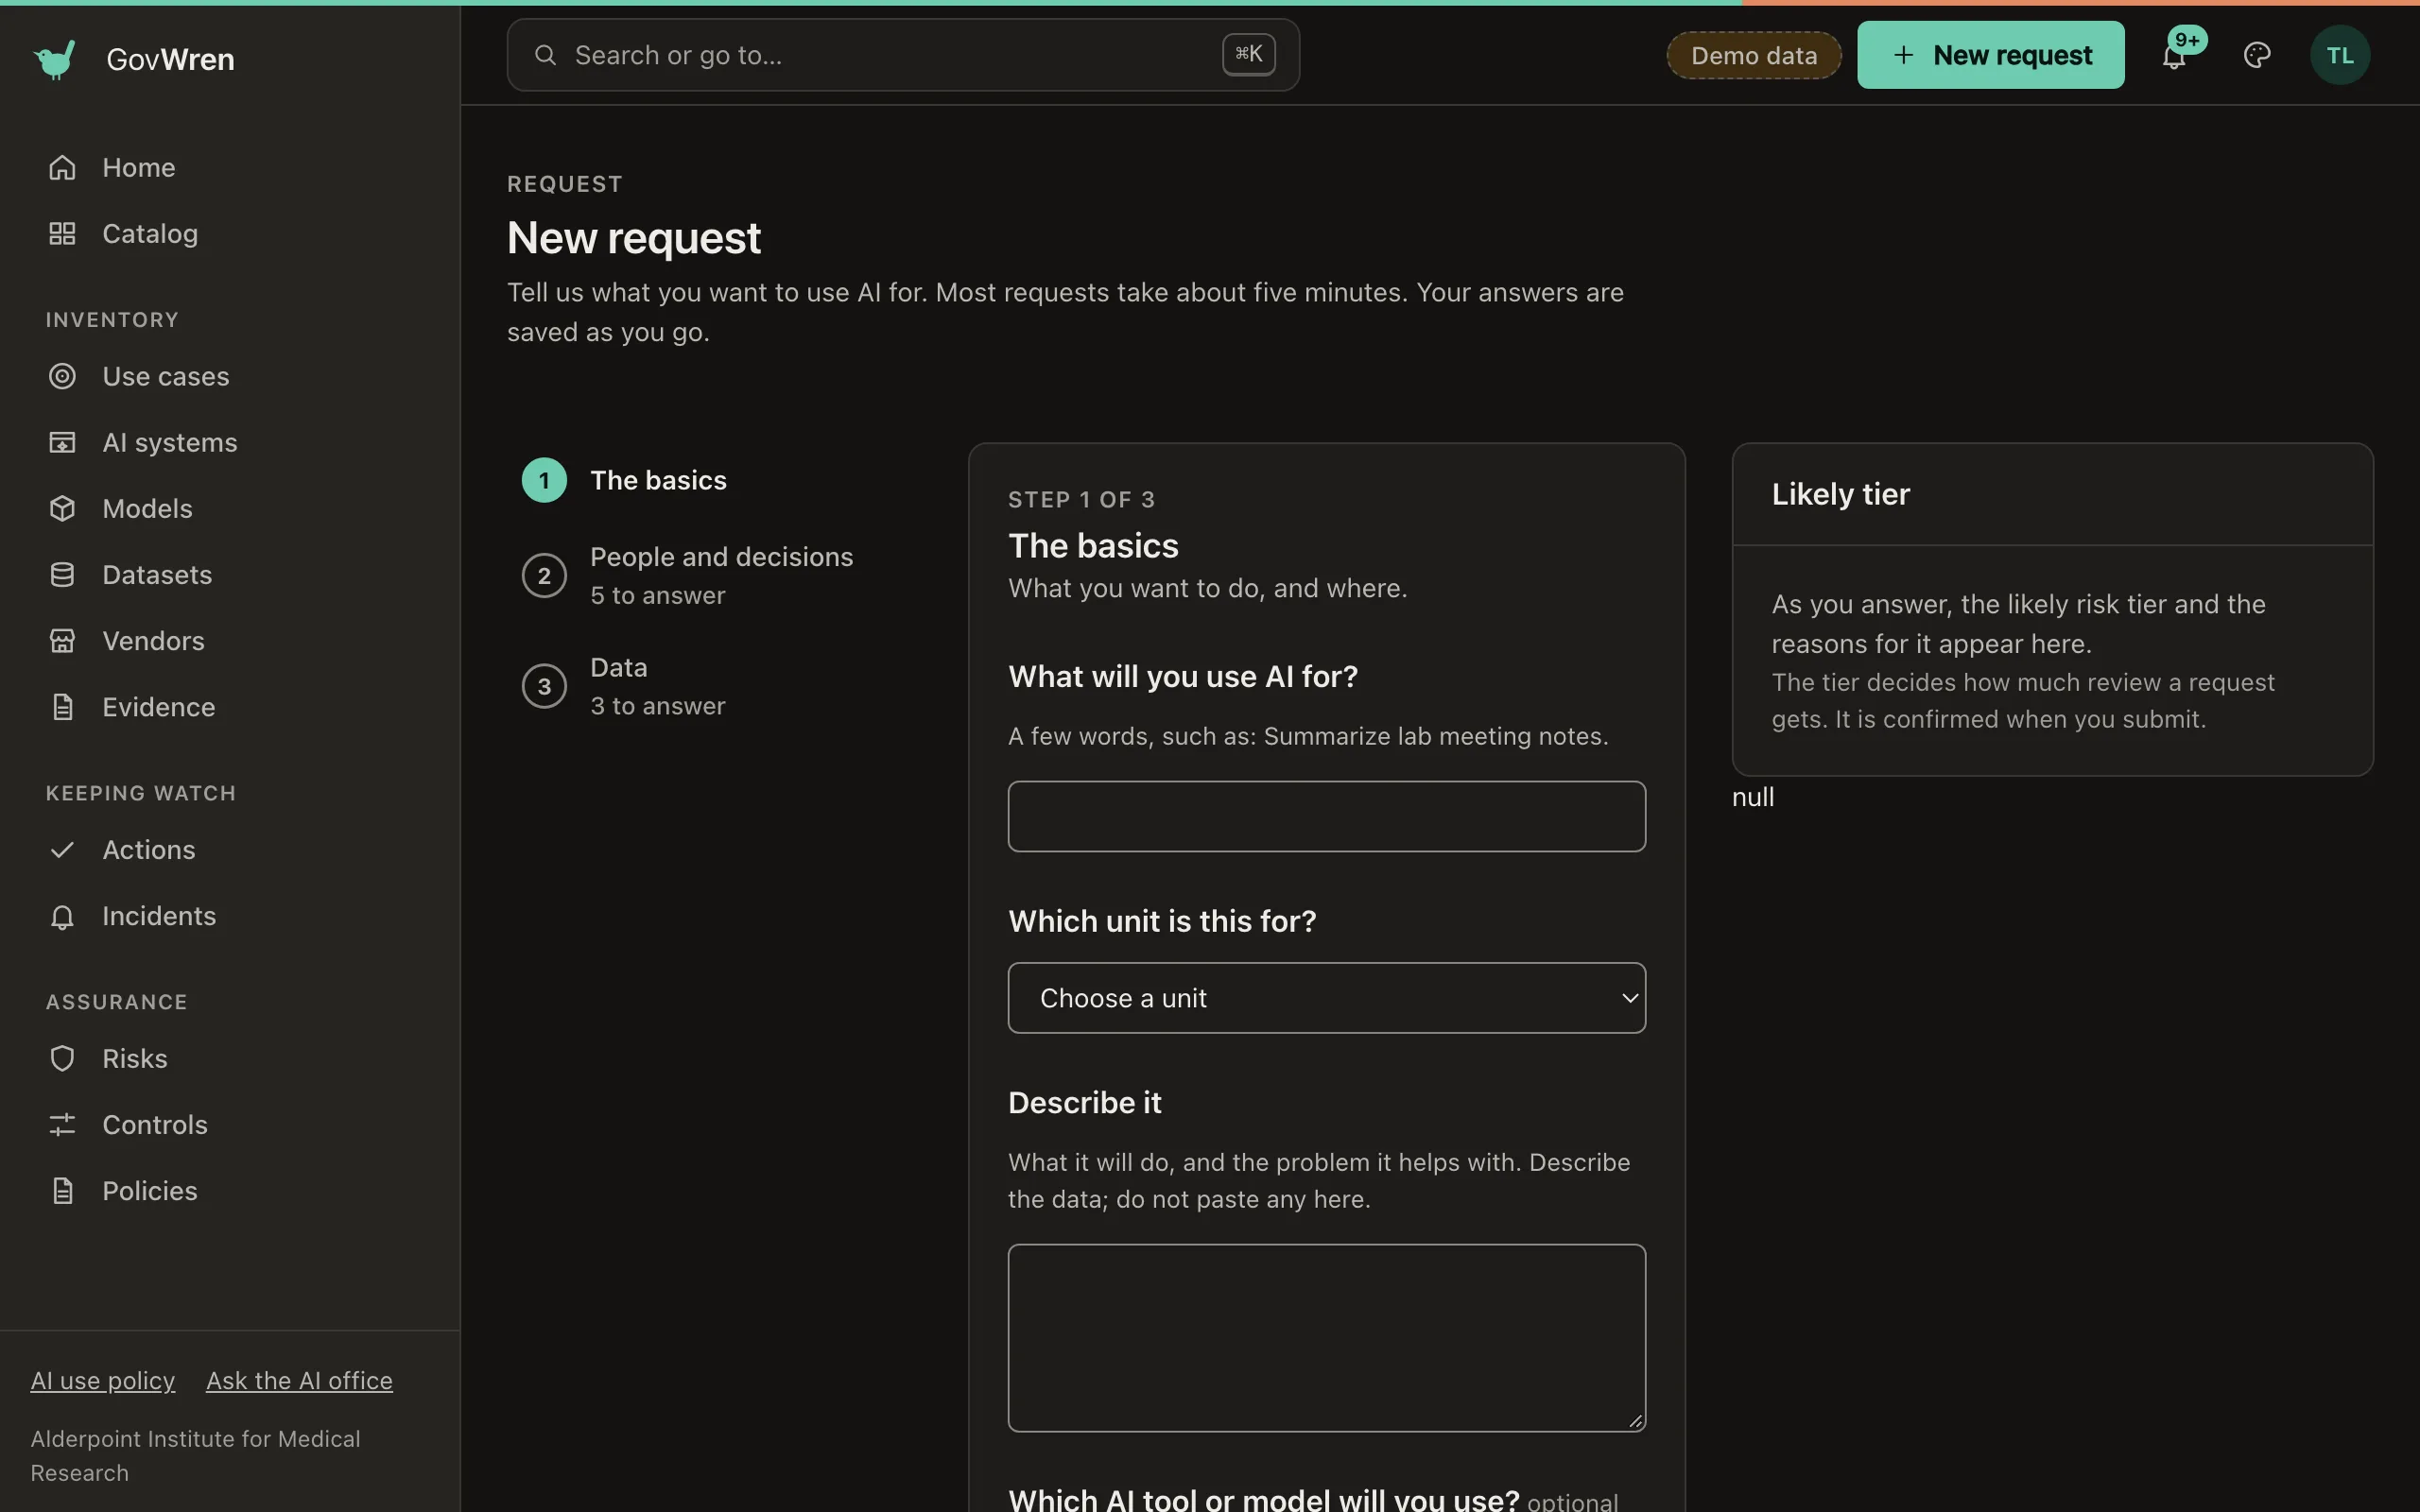 GovWren
Search or go to...
⌘K
Demo data
+ New request
9+
TL
Home
Catalog
INVENTORY
Use cases
AI systems
Models
Datasets
Vendors
Evidence
KEEPING WATCH
Actions
Incidents
ASSURANCE
Risks
Controls
Policies
AI use policy
Ask the AI office
Alderpoint Institute for Medical
Research
REQUEST
New request
Tell us what you want to use AI for. Most requests take about five minutes. Your answers are
saved as you go.
1 The basics
2 People and decisions
5 to answer
3 Data
3 to answer
STEP 1 OF 3
The basics
What you want to do, and where.
What will you use AI for?
A few words, such as: Summarize lab meeting notes.
Which unit is this for?
Choose a unit
Describe it
What it will do, and the problem it helps with. Describe
the data; do not paste any here.
Which AI tool or model will you use? optional
Likely tier
As you answer, the likely risk tier and the
reasons for it appear here.
The tier decides how much review a request
gets. It is confirmed when you submit.
null